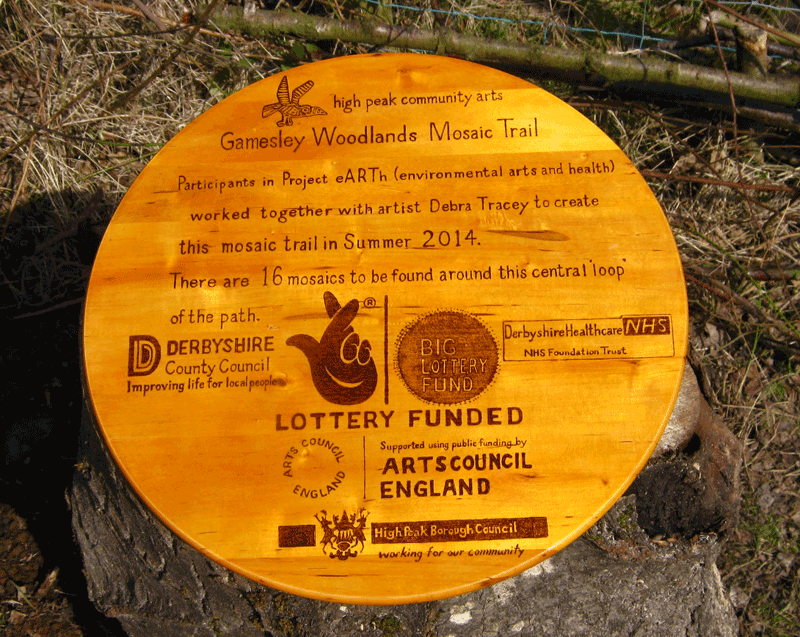 high peak community arts
Gamesley Woodlands Mosaic Trail
Participants in Project eARTh (environmental arts and health)
worked together with artist Debra Tracey to create
this mosaic trail in Summer 2014.
There are 16 mosaics to be found around this central 'loop'
of the path.
D DERBYSHIRE
County Council
Improving life for local people
®
BIG
LOTTERY
FUND
Derbyshire Healthcare NHS
NHS Foundation Trust
LOTTERY FUNDED
ARTS COUNCIL
ENGLAND
Supported using public funding by
ARTS COUNCIL
ENGLAND
High Peak Borough Council
working for our community